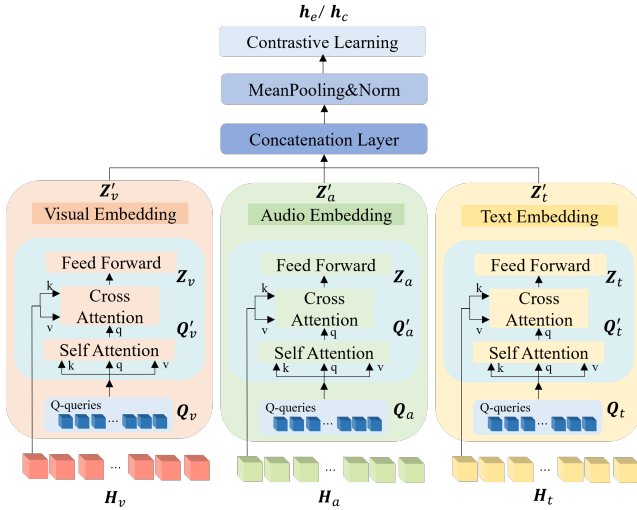 h_e/ h_c
Contrastive Learning
MeanPooling&Norm
Concatenation Layer
Z'_v
Visual Embedding
Feed Forward
Z_v
k
Cross
Attention
v
q
Q'_v
Self Attention
k
q
v
Q-queries
...
Q_v
...
H_v
Z'_a
Audio Embedding
Feed Forward
Z_a
k
Cross
Attention
v
q
Q'_a
Self Attention
k
q
v
Q-queries
...
Q_a
...
H_a
Z'_t
Text Embedding
Feed Forward
Z_t
k
Cross
Attention
v
q
Q'_t
Self Attention
k
q
v
Q-queries
...
Q_t
...
H_t